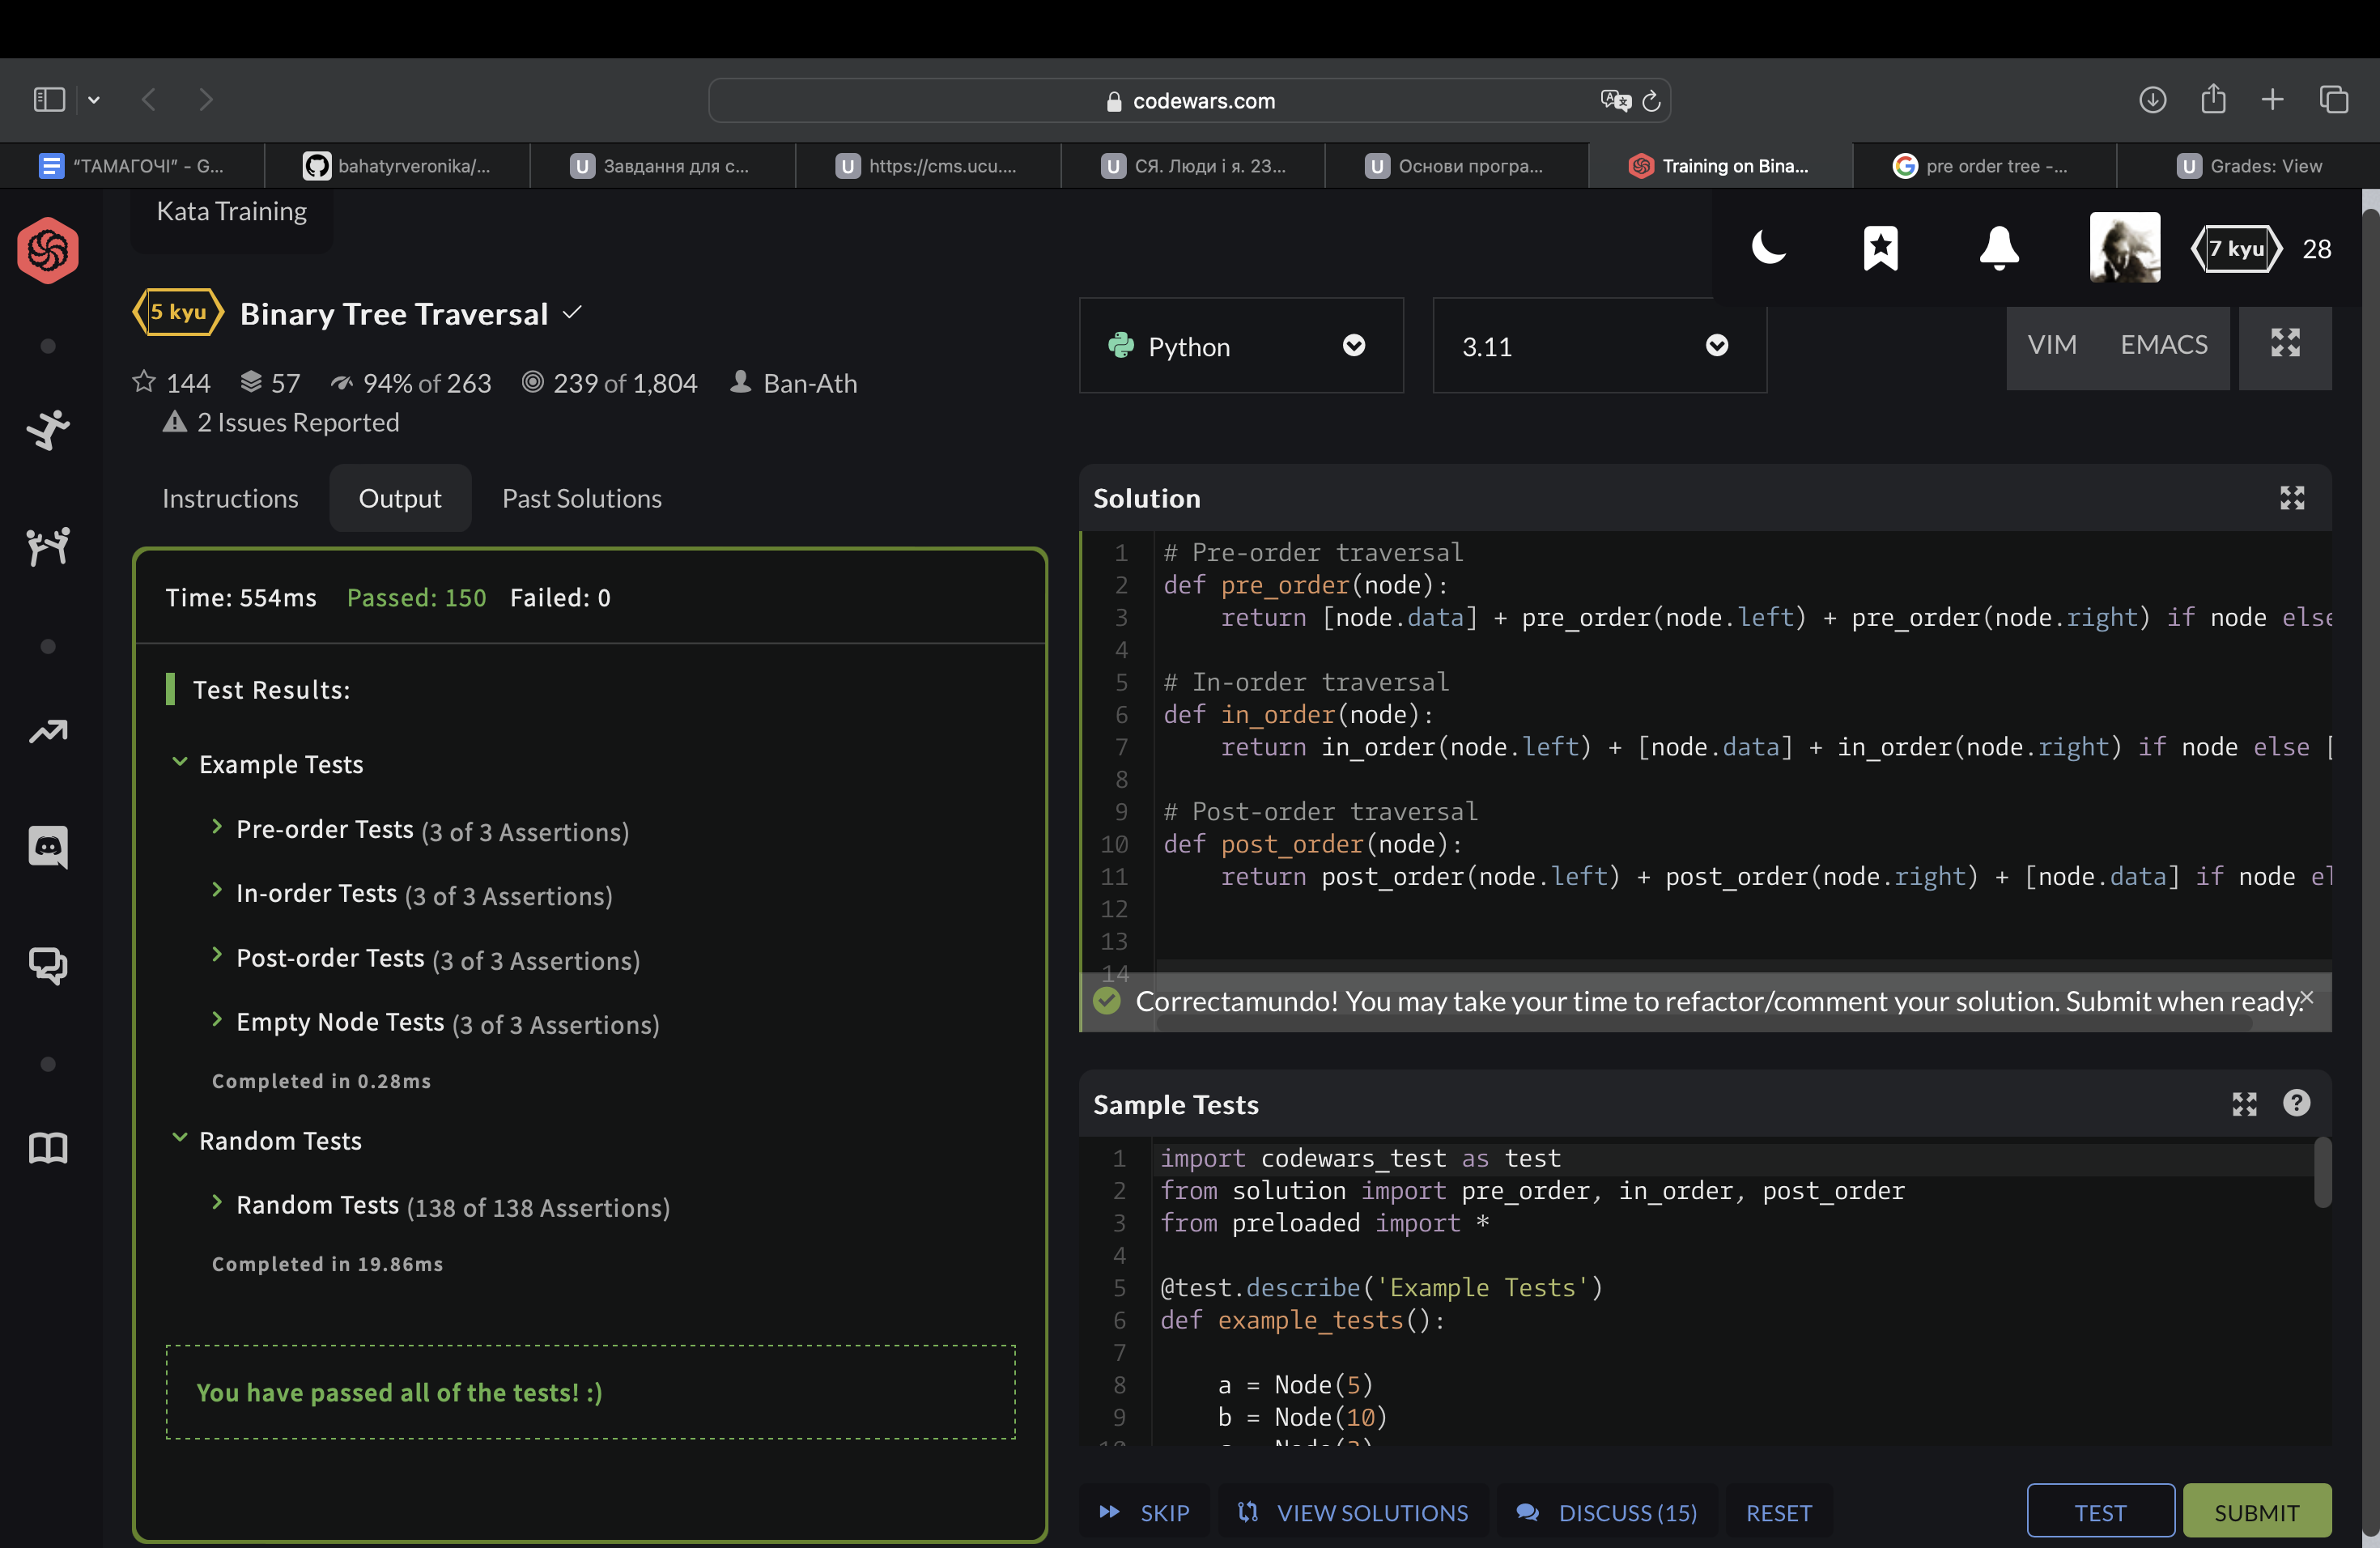 codewars.com
“ТАМАГОЧІ” - G...
bahatyrveronika/...
Завдання для с...
https://cms.ucu....
СЯ. Люди і я. 23...
Основи програ...
Training on Bina...
pre order tree -...
Grades: View
Kata Training
7 kyu 28
5 kyu Binary Tree Traversal
144 57 94% of 263 239 of 1,804 Ban-Ath
2 Issues Reported
Python
3.11
VIM EMACS
Instructions Output Past Solutions
Time: 554ms Passed: 150 Failed: 0
Test Results:
Example Tests
Pre-order Tests (3 of 3 Assertions)
In-order Tests (3 of 3 Assertions)
Post-order Tests (3 of 3 Assertions)
Empty Node Tests (3 of 3 Assertions)
Completed in 0.28ms
Random Tests
Random Tests (138 of 138 Assertions)
Completed in 19.86ms
You have passed all of the tests! :)
Solution
1 # Pre-order traversal
2 def pre_order(node):
3 return [node.data] + pre_order(node.left) + pre_order(node.right) if node else
4
5 # In-order traversal
6 def in_order(node):
7 return in_order(node.left) + [node.data] + in_order(node.right) if node else [
8
9 # Post-order traversal
10 def post_order(node):
11 return post_order(node.left) + post_order(node.right) + [node.data] if node el
12
13
14
Correctamundo! You may take your time to refactor/comment your solution. Submit when ready.
Sample Tests
1 import codewars_test as test
2 from solution import pre_order, in_order, post_order
3 from preloaded import *
4
5 @test.describe('Example Tests')
6 def example_tests():
7
8 a = Node(5)
9 b = Node(10)
SKIP VIEW SOLUTIONS DISCUSS (15) RESET TEST SUBMIT